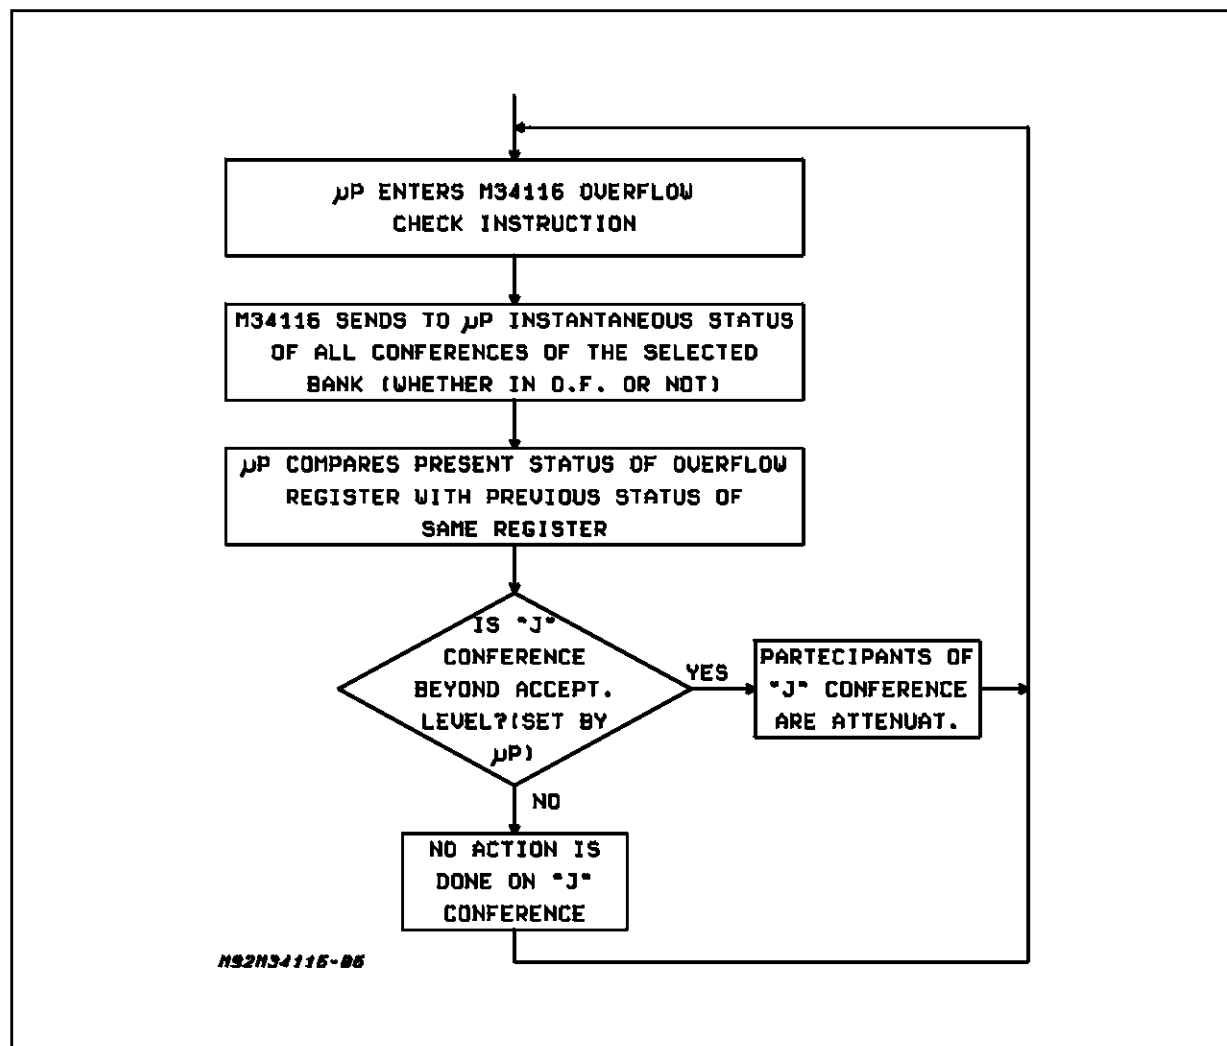 µP ENTERS M34116 OVERFLOW
CHECK INSTRUCTION
M34116 SENDS TO µP INSTANTANEOUS STATUS
OF ALL CONFERENCES OF THE SELECTED
BANK (WHETHER IN O.F. OR NOT)
µP COMPARES PRESENT STATUS OF OVERFLOW
REGISTER WITH PREVIOUS STATUS OF
SAME REGISTER
IS "J"
CONFERENCE
BEYOND ACCEPT.
LEVEL?(SET BY
µP)
YES
PARTECIPANTS OF
"J" CONFERENCE
ARE ATTENUAT.
NO
NO ACTION IS
DONE ON "J"
CONFERENCE
M92M34116-06